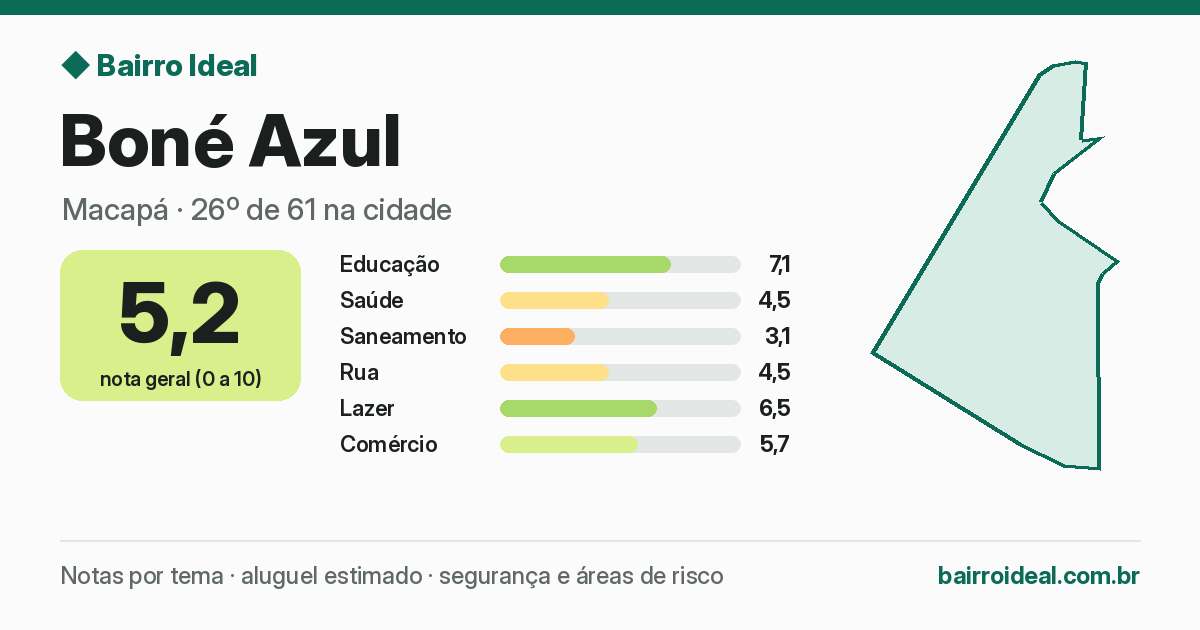 Bairro Ideal
Boné Azul
Macapá · 26º de 61 na cidade
5,2
nota geral (0 a 10)
Educação 7,1
Saúde 4,5
Saneamento 3,1
Rua 4,5
Lazer 6,5
Comércio 5,7
Notas por tema · aluguel estimado · segurança e áreas de risco
bairroideal.com.br